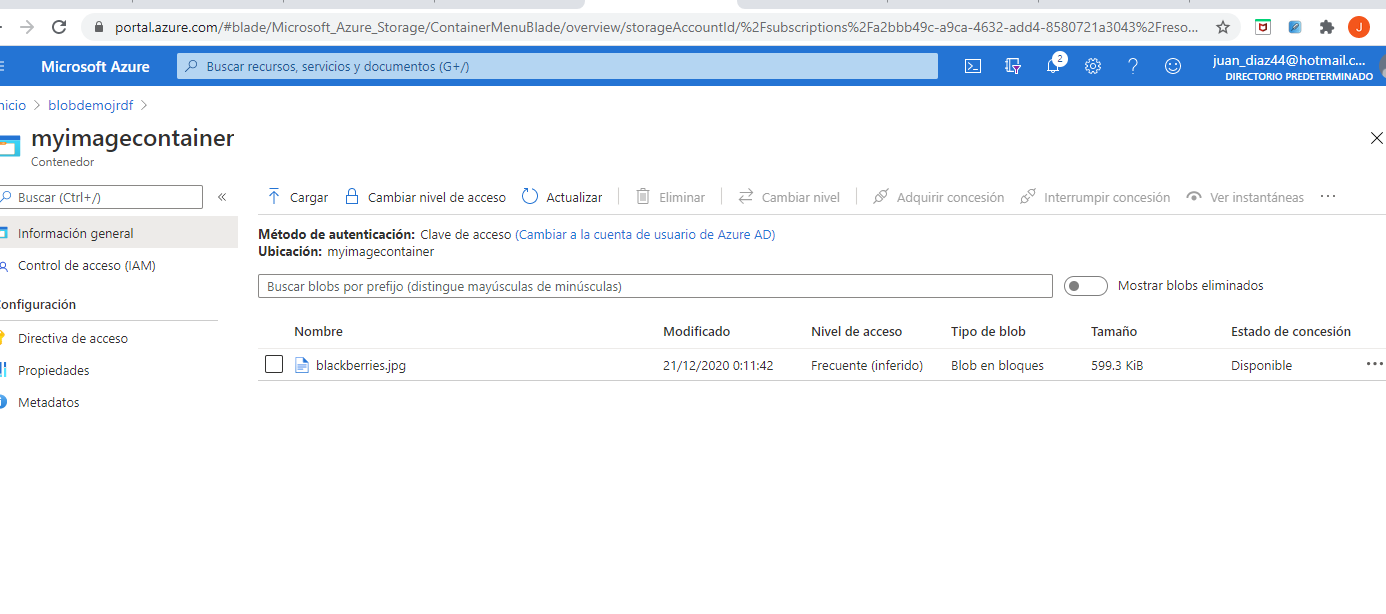 portal.azure.com/#blade/Microsoft_Azure_Storage/ContainerMenuBlade/overview/storageAccountId/%2Fsubscriptions%2Fa2bbb49c-a9ca-4632-add4-8580721a3043%2Freso...
J
Microsoft Azure
Buscar recursos, servicios y documentos (G+/)
2
juan_diaz44@hotmail.c...
DIRECTORIO PREDETERMINADO
nicio > blobdemojrdf >
myimagecontainer
Contenedor
Buscar (Ctrl+/)
Información general
Control de acceso (IAM)
onfiguración
Directiva de acceso
Propiedades
Metadatos
Cargar Cambiar nivel de acceso Actualizar Eliminar Cambiar nivel Adquirir concesión Interrumpir concesión Ver instantáneas ...
Método de autenticación: Clave de acceso (Cambiar a la cuenta de usuario de Azure AD)
Ubicación: myimagecontainer
Buscar blobs por prefijo (distingue mayúsculas de minúsculas)
Mostrar blobs eliminados
Nombre Modificado Nivel de acceso Tipo de blob Tamaño Estado de concesión
blackberries.jpg 21/12/2020 0:11:42 Frecuente (inferido) Blob en bloques 599.3 KiB Disponible ...